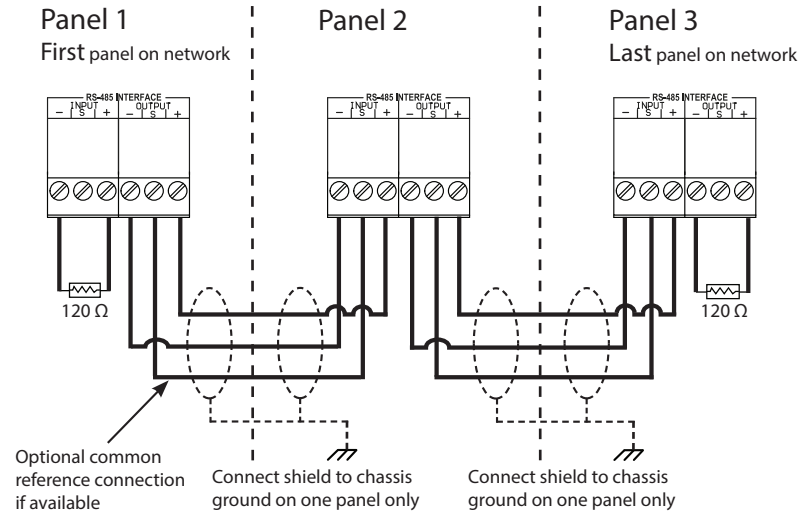 Panel 1
First panel on network
Panel 2
Panel 3
Last panel on network
RS-485 INTERFACE
INPUT OUTPUT
– S + – S +
RS-485 INTERFACE
INPUT OUTPUT
– S + – S +
RS-485 INTERFACE
INPUT OUTPUT
– S + – S +
120 Ω
120 Ω
Optional common
reference connection
if available
Connect shield to chassis
ground on one panel only
Connect shield to chassis
ground on one panel only